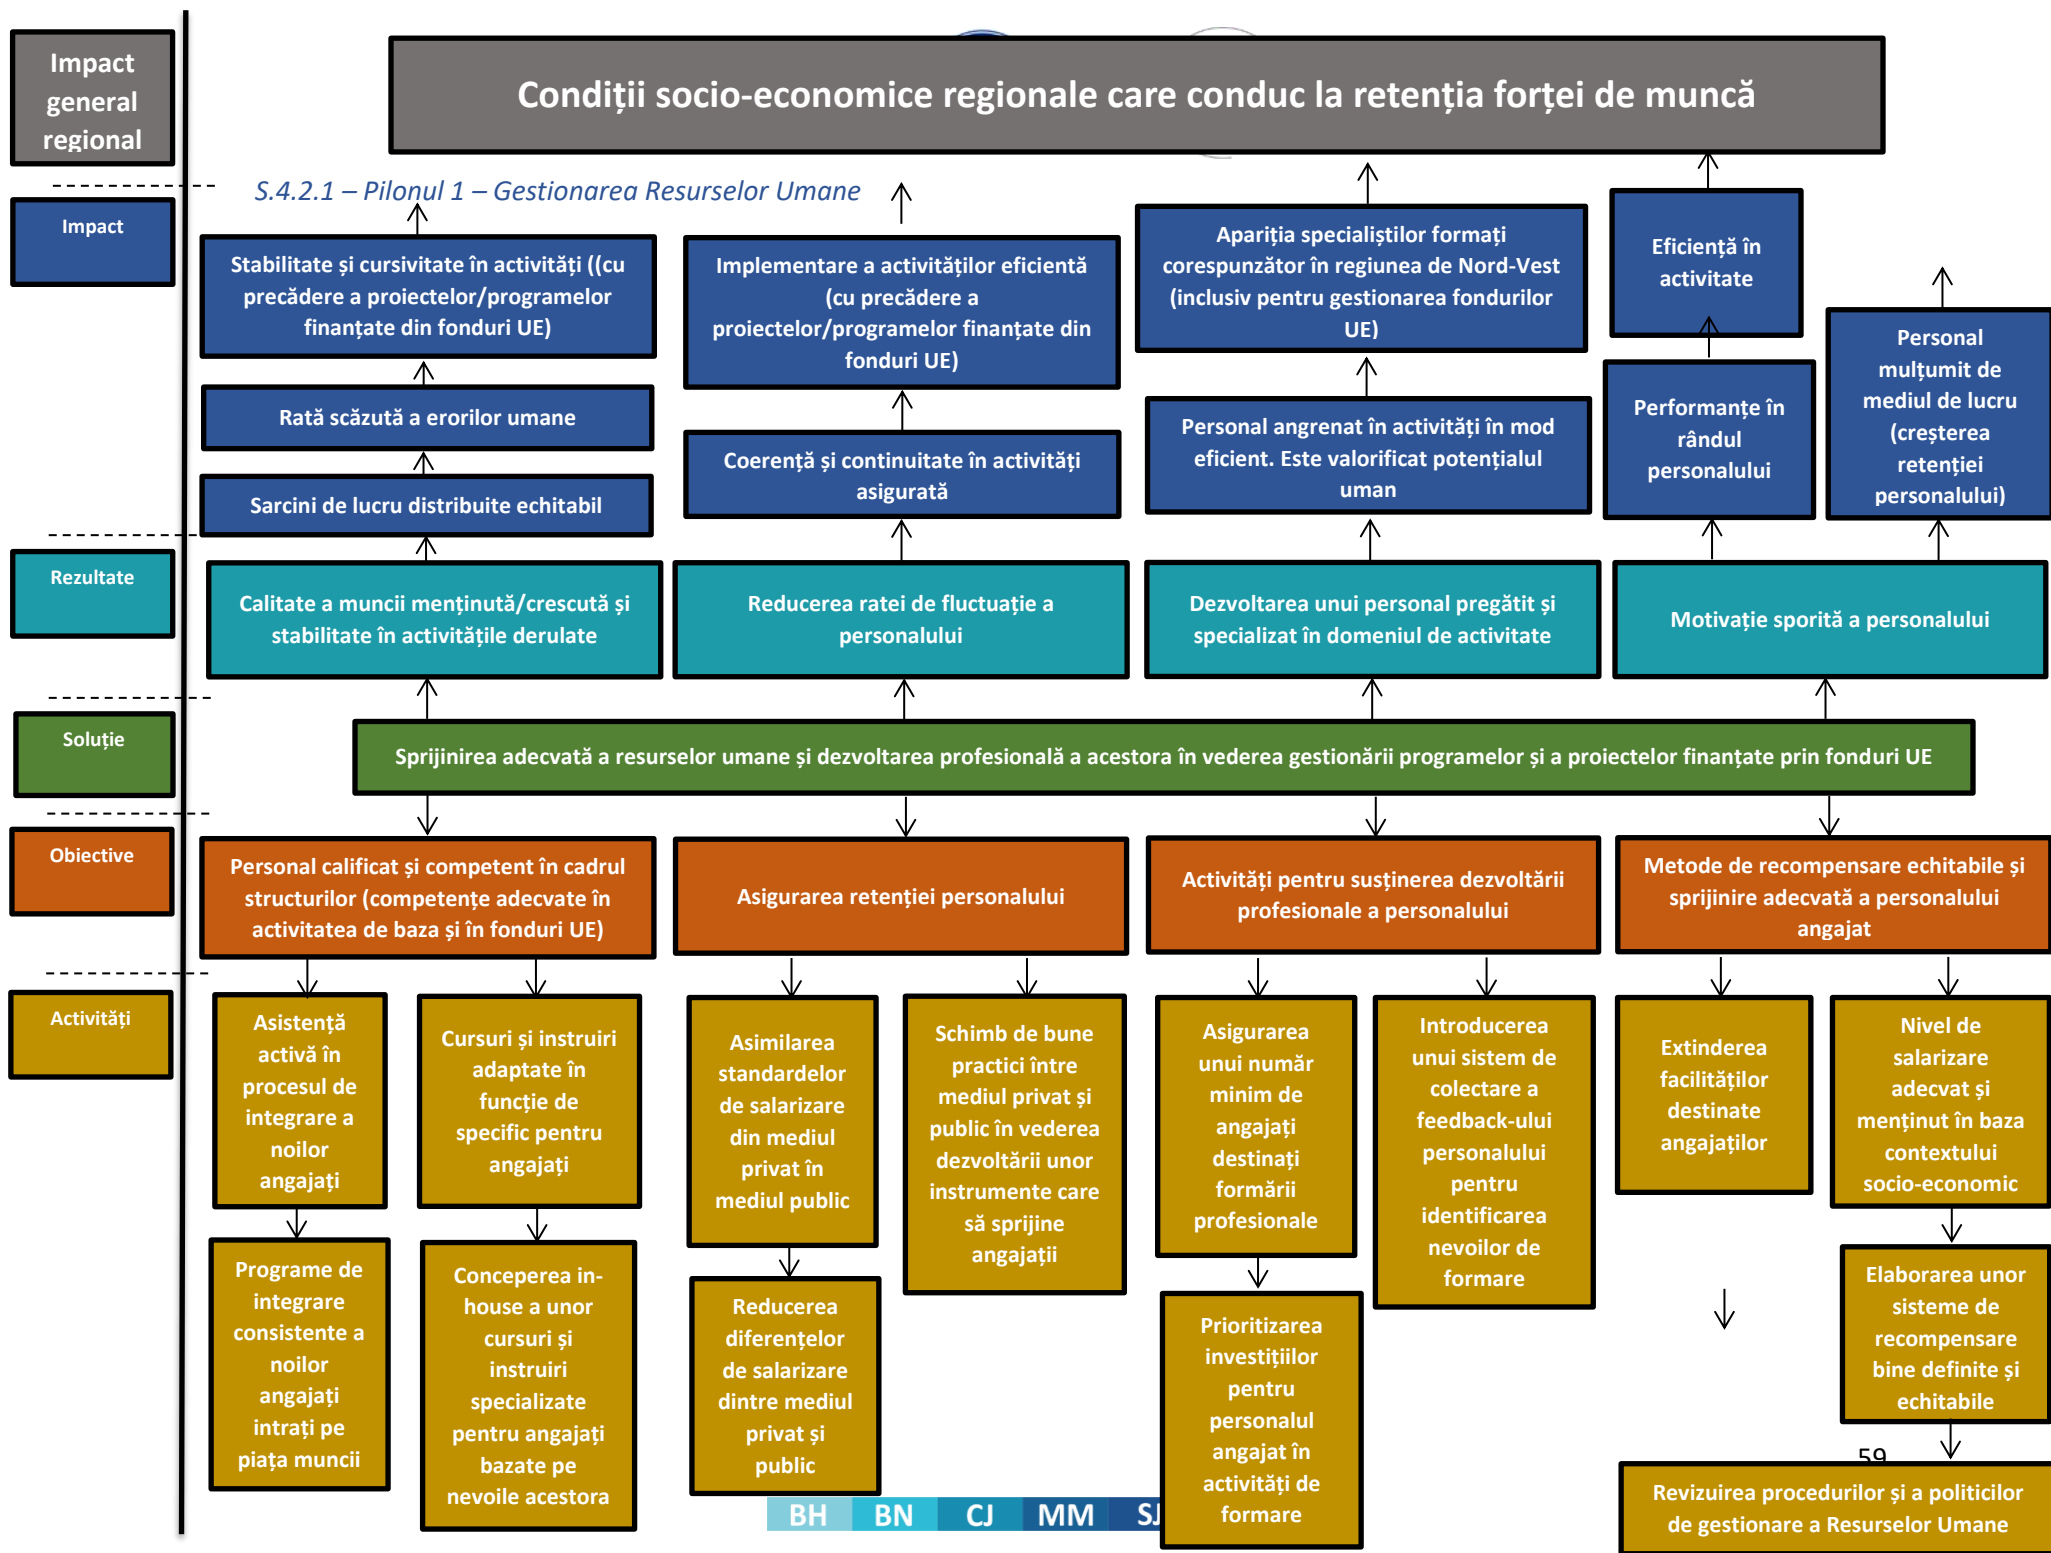 Impact
general
regional
Condiții socio-economice regionale care conduc la retenția forței de muncă
S.4.2.1 – Pilonul 1 – Gestionarea Resurselor Umane
Impact
Stabilitate și cursivitate în activități ((cu
precădere a proiectelor/programelor
finanțate din fonduri UE)
Rată scăzută a erorilor umane
Sarcini de lucru distribuite echitabil
Implementare a activităților eficientă
(cu precădere a
proiectelor/programelor finanțate din
fonduri UE)
Coerență și continuitate în activități
asigurată
Apariția specialiștilor formați
corespunzător în regiunea de Nord-Vest
(inclusiv pentru gestionarea fondurilor
UE)
Personal angrenat în activități în mod
eficient. Este valorificat potențialul
uman
Eficiență în
activitate
Performanțe în
rândul
personalului
Personal
mulțumit de
mediul de lucru
(creșterea
retenției
personalului)
Rezultate
Calitate a muncii menținută/crescută și
stabilitate în activitățile derulate
Reducerea ratei de fluctuație a
personalului
Dezvoltarea unui personal pregătit și
specializat în domeniul de activitate
Motivație sporită a personalului
Soluție
Sprijinirea adecvată a resurselor umane și dezvoltarea profesională a acestora în vederea gestionării programelor și a proiectelor finanțate prin fonduri UE
Obiective
Personal calificat și competent în cadrul
structurilor (competențe adecvate în
activitatea de baza și în fonduri UE)
Asigurarea retenției personalului
Activități pentru susținerea dezvoltării
profesionale a personalului
Metode de recompensare echitabile și
sprijinire adecvată a personalului
angajat
Activități
Asistență
activă în
procesul de
integrare a
noilor
angajați
Cursuri și instruiri
adaptate în
funcție de
specific pentru
angajați
Asimilarea
standardelor
de salarizare
din mediul
privat în
mediul public
Schimb de bune
practici între
mediul privat și
public în vederea
dezvoltării unor
instrumente care
să sprijine
angajații
Asigurarea
unui număr
minim de
angajați
destinați
formării
profesionale
Introducerea
unui sistem de
colectare a
feedback-ului
personalului
pentru
identificarea
nevoilor de
formare
Extinderea
facilităților
destinate
angajaților
Nivel de
salarizare
adecvat și
menținut în baza
contextului
socio-economic
Programe de
integrare
consistente a
noilor
angajați
intrați pe
piața muncii
Conceperea in-
house a unor
cursuri și
instruiri
specializate
pentru angajați
bazate pe
nevoile acestora
Reducerea
diferențelor
de salarizare
dintre mediul
privat și
public
Prioritizarea
investițiilor
pentru
personalul
angajat în
activități de
formare
Elaborarea unor
sisteme de
recompensare
bine definite și
echitabile
59
Revizuirea procedurilor și a politicilor
de gestionare a Resurselor Umane
BH BN CJ MM SJ